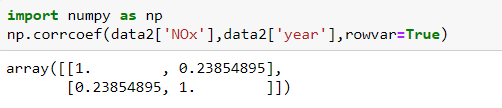 import numpy as np
np.corrcoef(data2['NOx'],data2['year'],rowvar=True)
array([[1.        , 0.23854895],
       [0.23854895, 1.        ]])